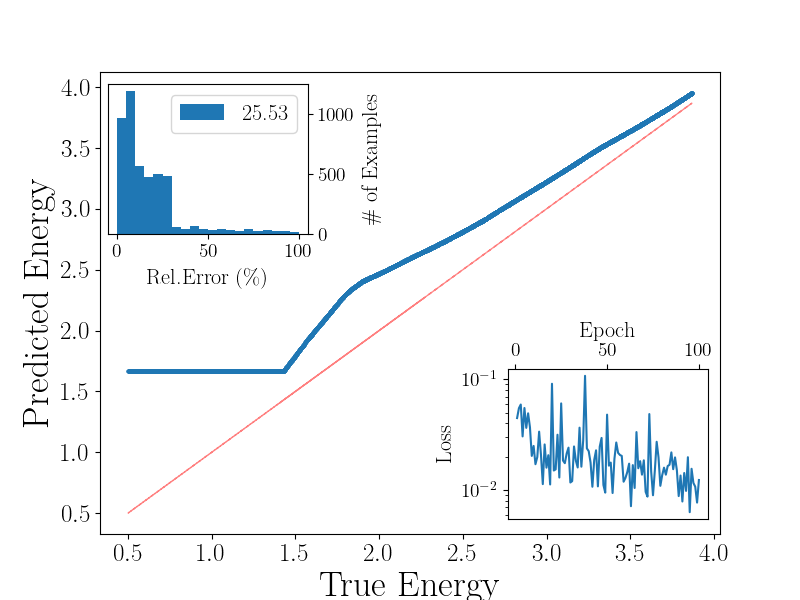 4.0
3.5
3.0
2.5
2.0
1.5
1.0
0.5
Predicted Energy
0.5 1.0 1.5 2.0 2.5 3.0 3.5 4.0
True Energy
25.53
1000
500
0
# of Examples
0 50 100
Rel.Error (%)
Epoch
0 50 100
10⁻¹
10⁻²
Loss